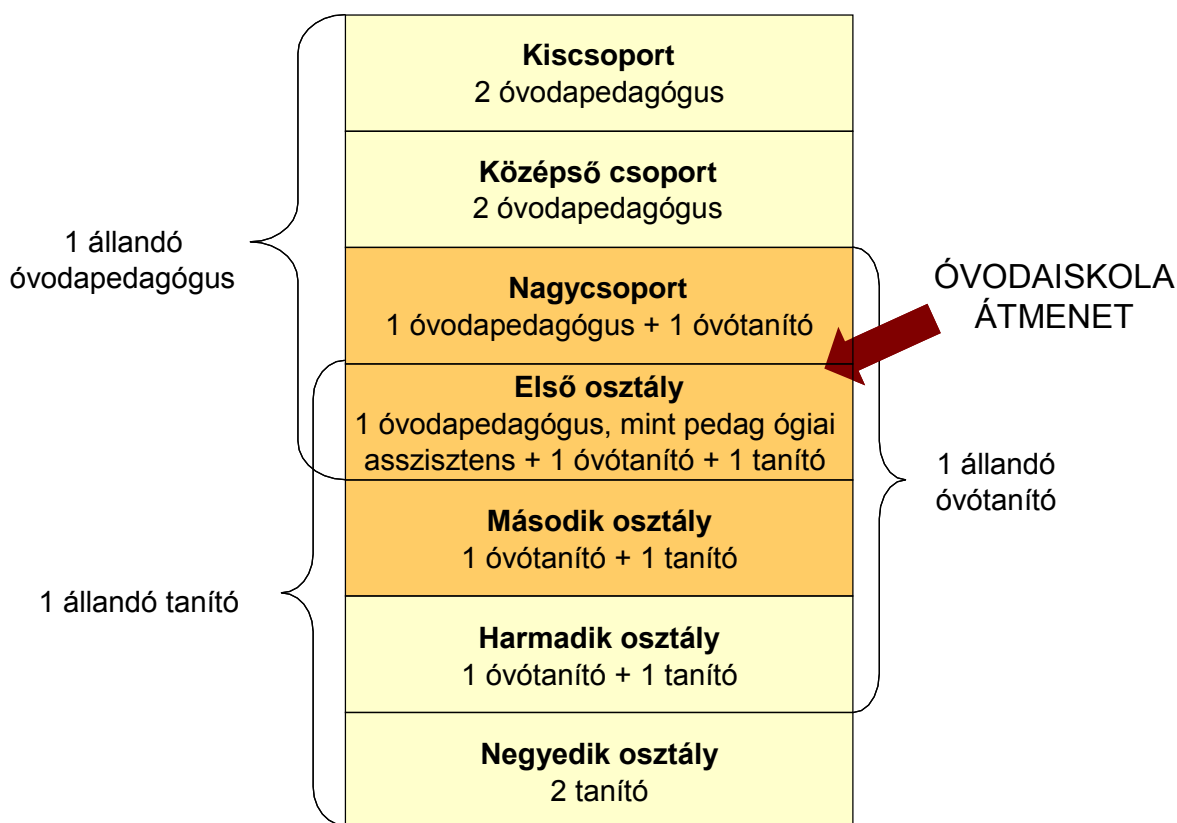 Kiscsoport
2 óvodapedagógus
Középső csoport
2 óvodapedagógus
1 állandó
óvodapedagógus
Nagycsoport
1 óvodapedagógus + 1 óvótanító
ÓVODAISKOLA
ÁTMENET
Első osztály
1 óvodapedagógus, mint pedag ógiai
asszisztens + 1 óvótanító + 1 tanító
1 állandó
óvótanító
Második osztály
1 óvótanító + 1 tanító
1 állandó tanító
Harmadik osztály
1 óvótanító + 1 tanító
Negyedik osztály
2 tanító